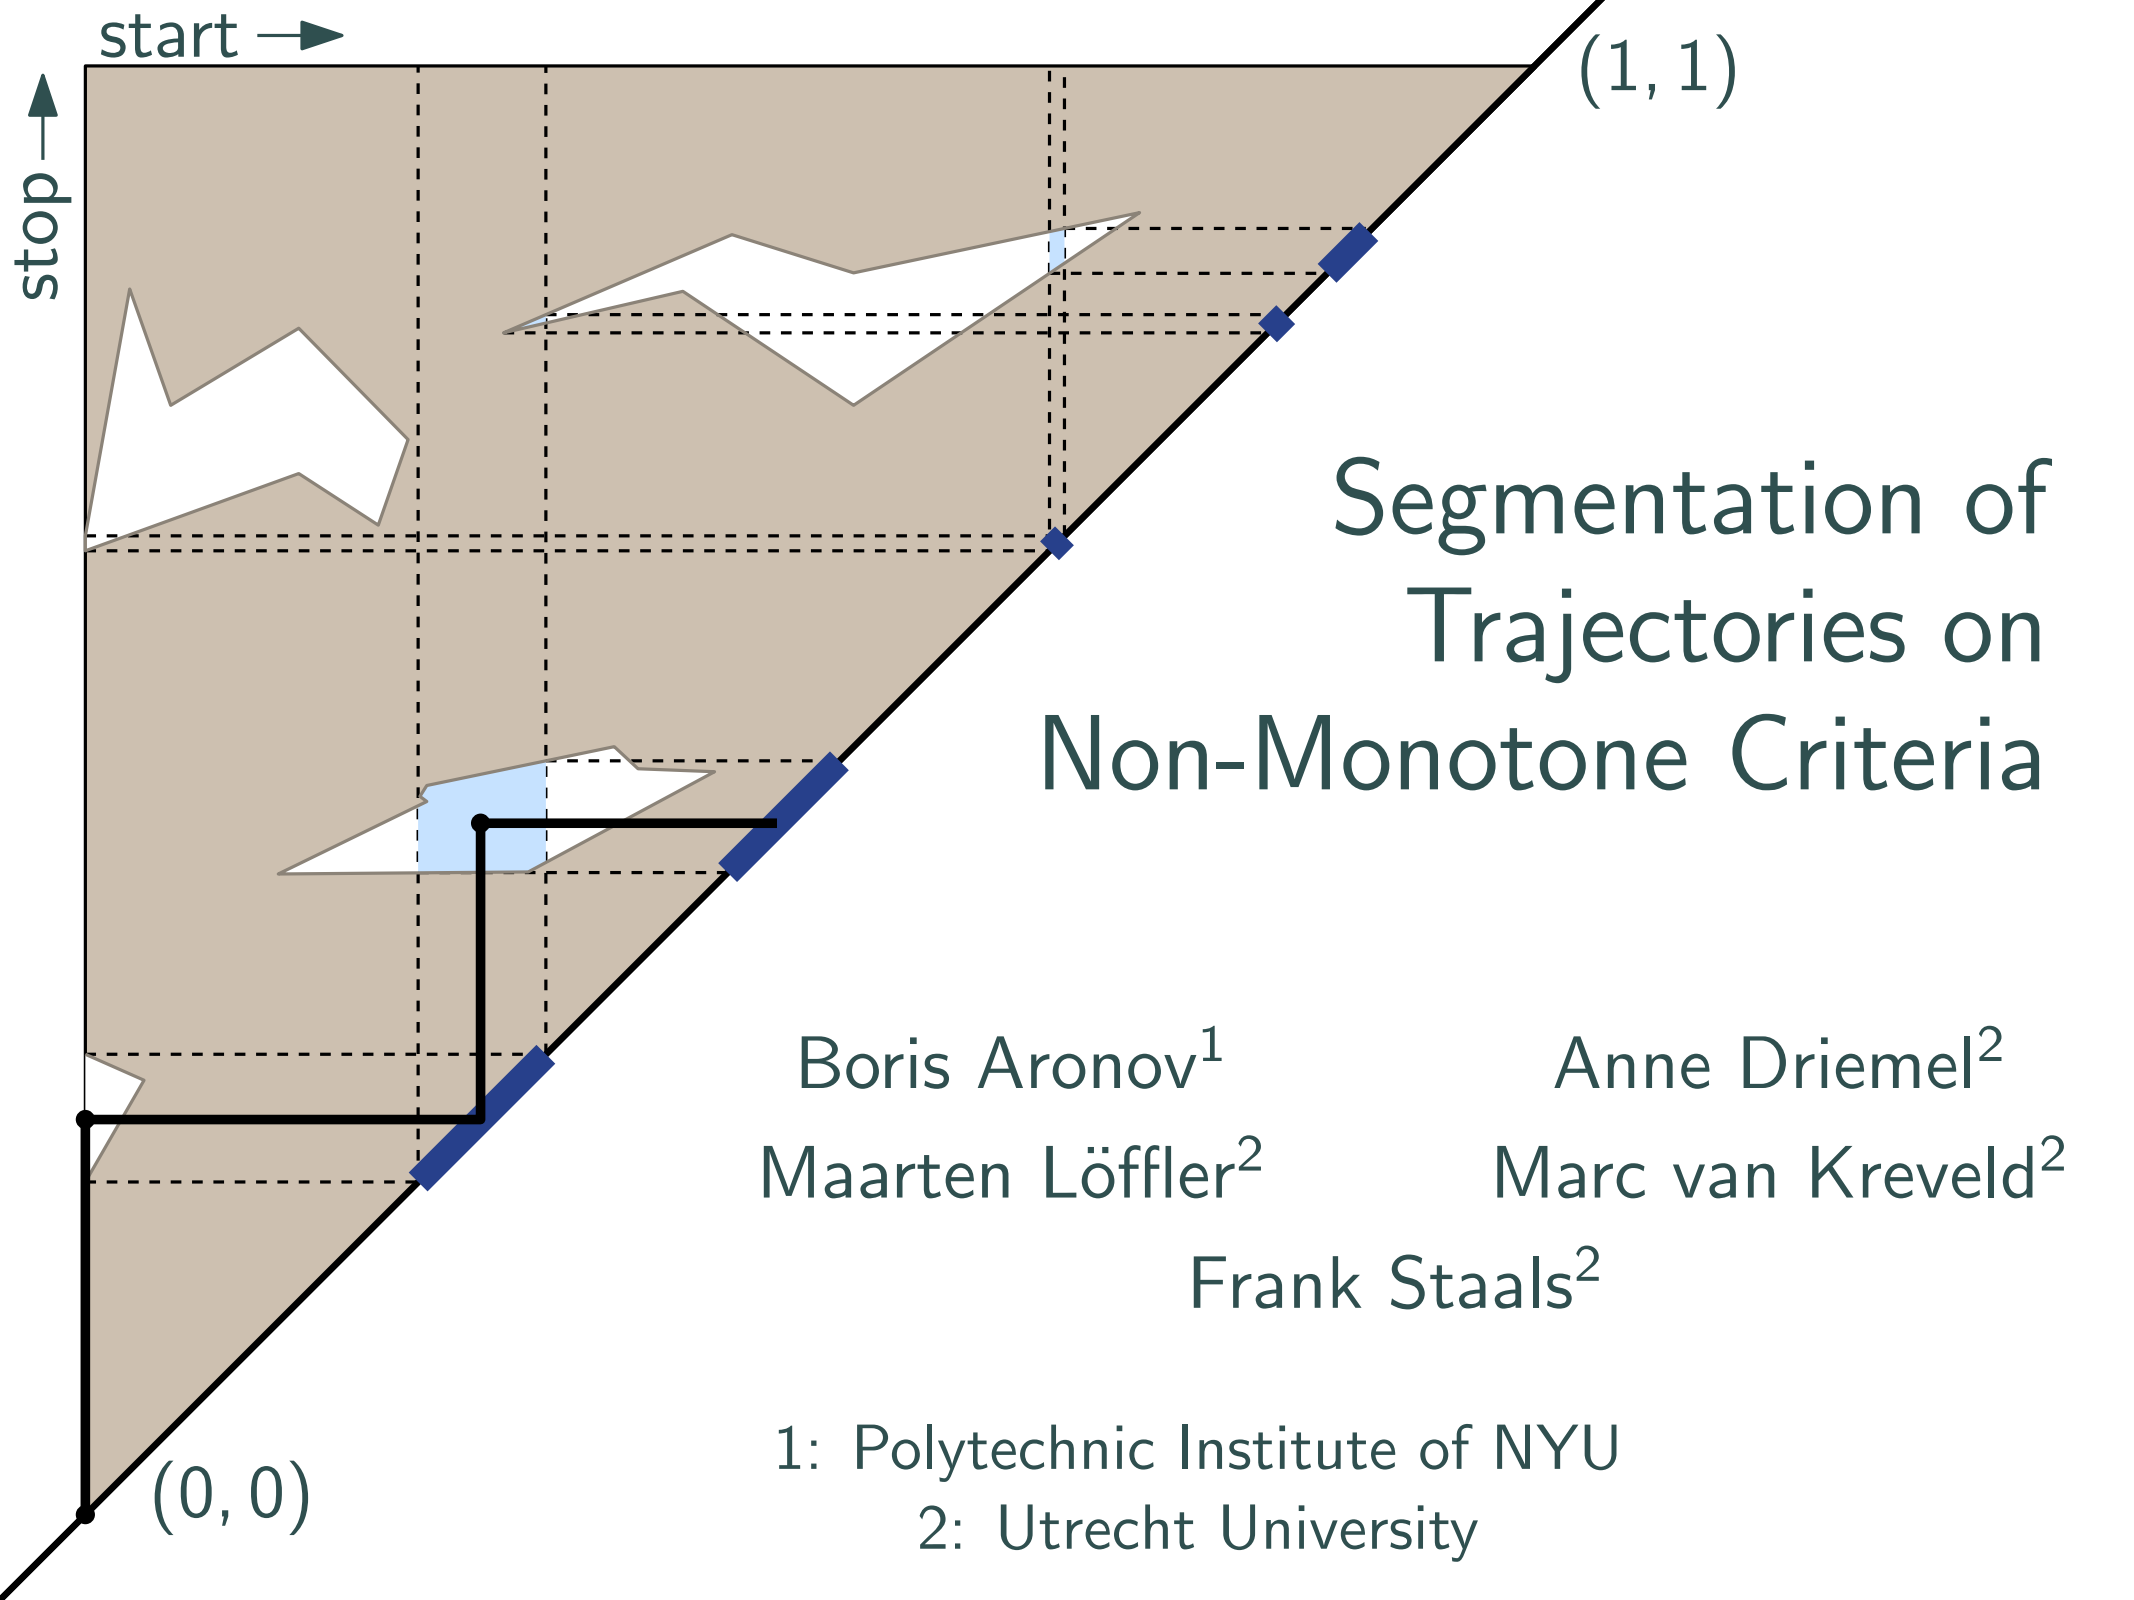 start
stop
(1, 1)
Segmentation of
Trajectories on
Non-Monotone Criteria
Boris Aronov¹ Anne Driemel²
Maarten Löffler² Marc van Kreveld²
Frank Staals²
(0, 0)
1: Polytechnic Institute of NYU
2: Utrecht University